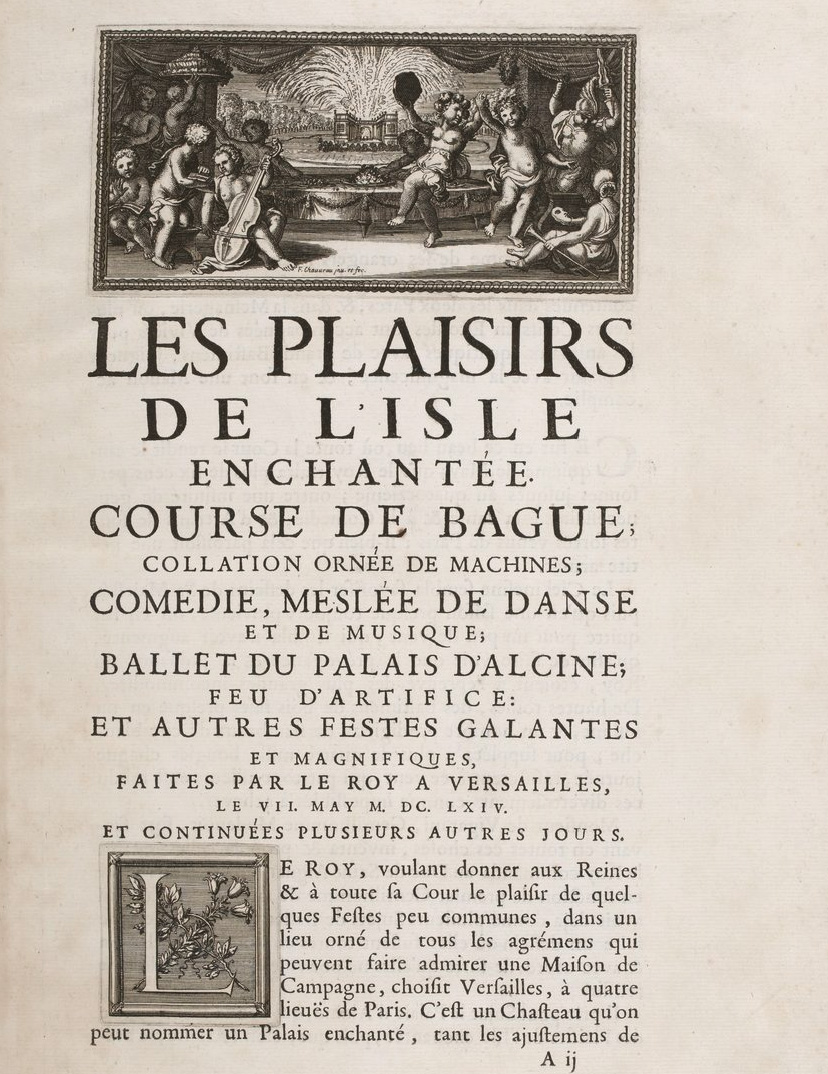 F. Chauveau jnu. et fec.
LES PLAISIRS
DE L'ISLE
ENCHANTÉE.
COURSE DE BAGUE;
COLLATION ORNÉE DE MACHINES;
COMEDIE, MESLÉE DE DANSE
ET DE MUSIQUE;
BALLET DU PALAIS D'ALCINE;
FEU D'ARTIFICE:
ET AUTRES FESTES GALANTES
ET MAGNIFIQUES,
FAITES PAR LE ROY A VERSAILLES,
LE VII. MAY M. DC. LXIV.
ET CONTINUÉES PLUSIEURS AUTRES JOURS.
LE ROY, voulant donner aux Reines
& à toute ſa Cour le plaiſir de quel-
ques Feſtes peu communes, dans un
lieu orné de tous les agrémens qui
peuvent faire admirer une Maiſon de
Campagne, choiſit Verſailles, à quatre
lieuës de Paris. C'eſt un Chaſteau qu'on
peut nommer un Palais enchanté, tant les ajuſtemens de
A ij